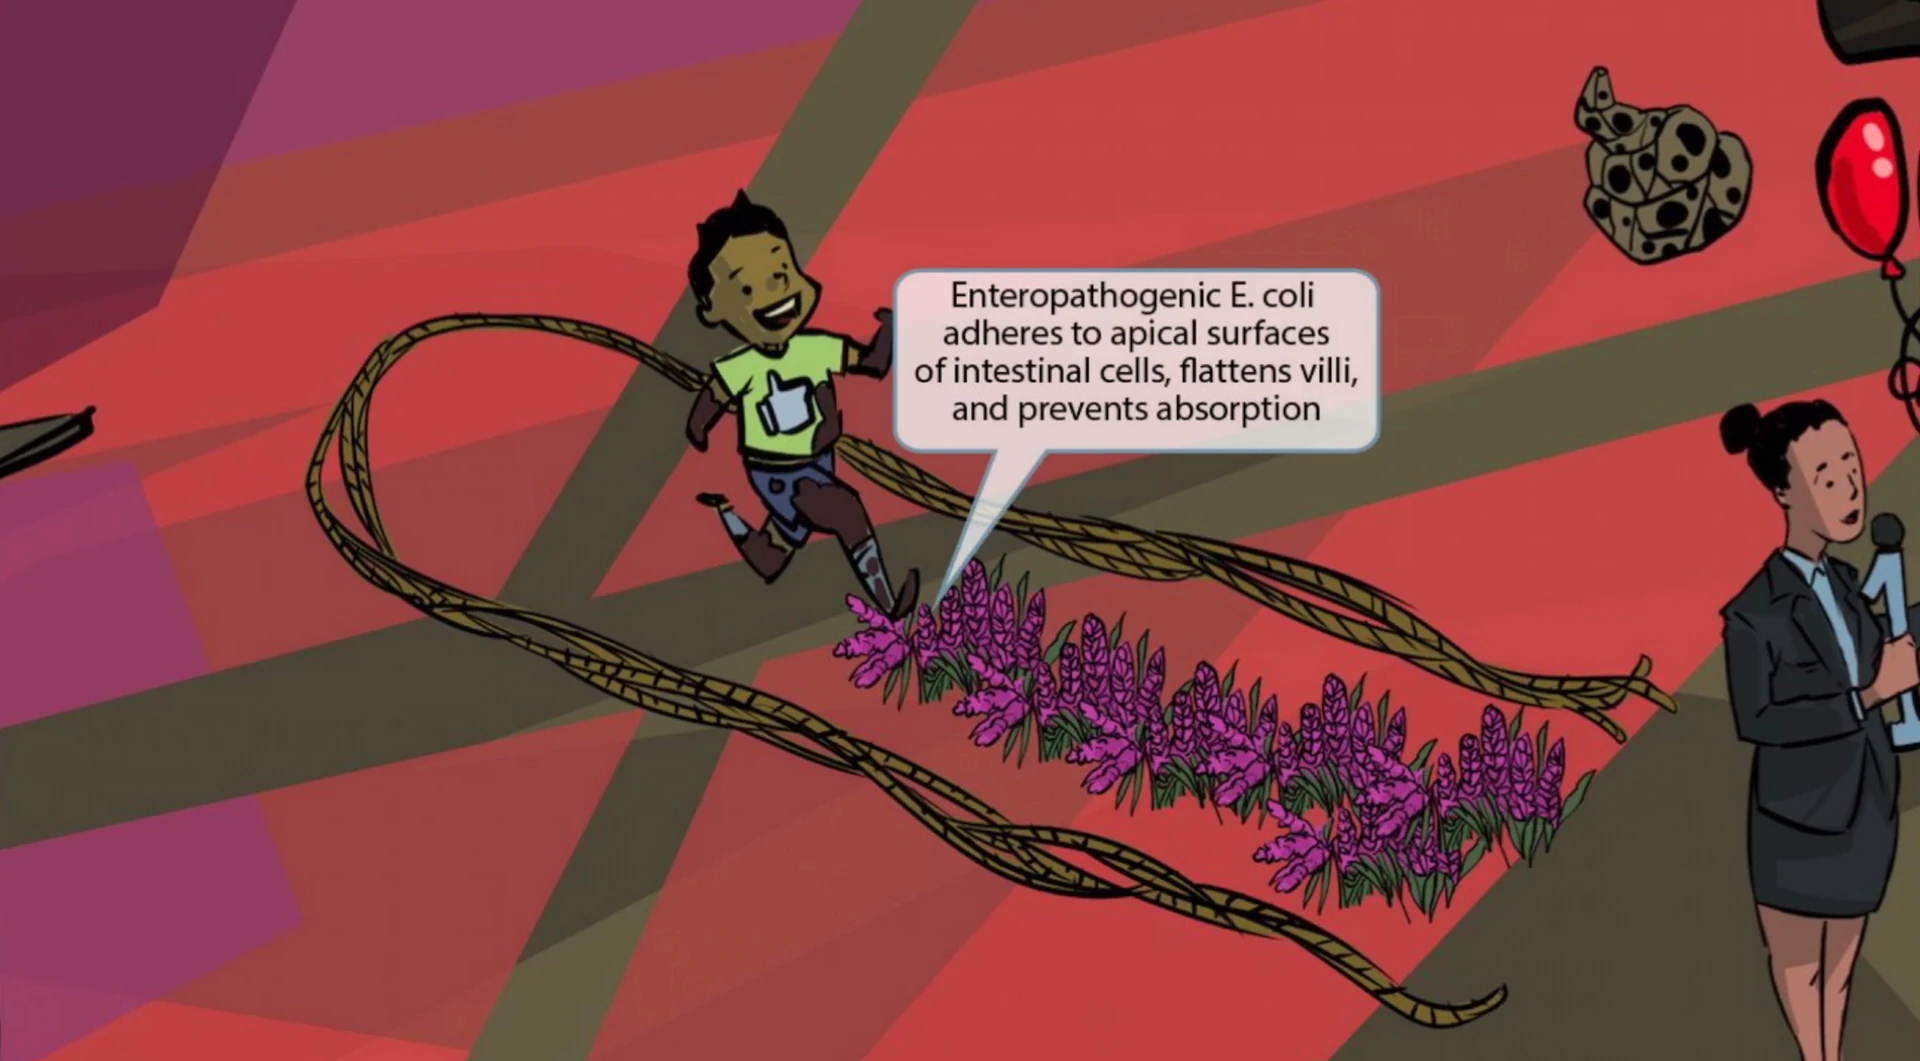 Enteropathogenic E. coli
adheres to apical surfaces
of intestinal cells, flattens villi,
and prevents absorption